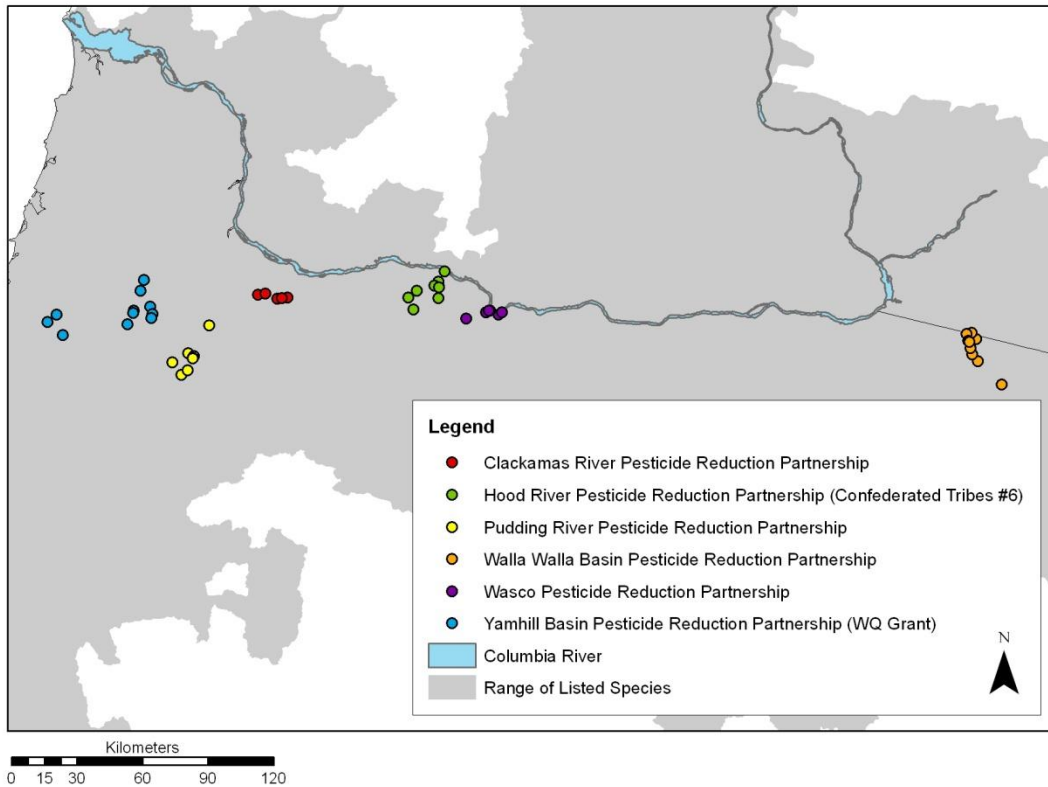 Legend
Clackamas River Pesticide Reduction Partnership
Hood River Pesticide Reduction Partnership (Confederated Tribes #6)
Pudding River Pesticide Reduction Partnership
Walla Walla Basin Pesticide Reduction Partnership
Wasco Pesticide Reduction Partnership
Yamhill Basin Pesticide Reduction Partnership (WQ Grant)
Columbia River
Range of Listed Species
N
Kilometers
0 15 30 60 90 120